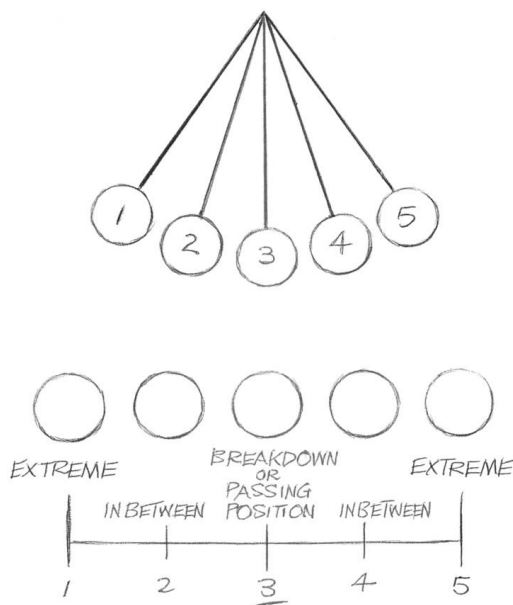 1
2
3
4
5
EXTREME
BREAKDOWN
OR
PASSING
POSITION
EXTREME
INBETWEEN
INBETWEEN
1 2 3 4 5